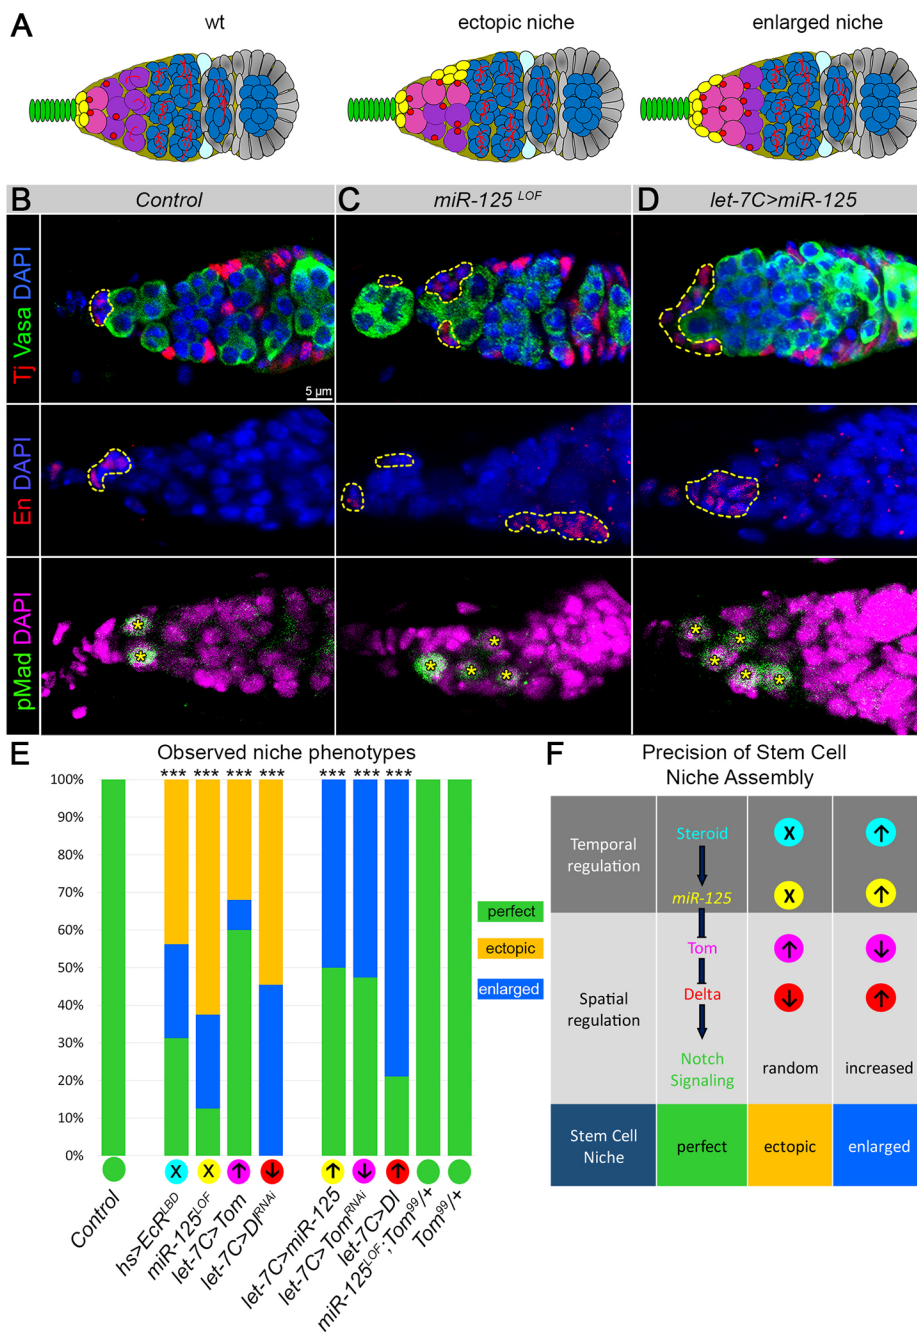 A
wt
ectopic niche
enlarged niche
B
Control
C
miR-125 LOF
D
let-7C>miR-125
Tj Vasa DAPI
5 µm
En DAPI
pMad DAPI
*
*
*
*
*
*
*
*
*
*
*
E
Observed niche phenotypes
*** *** *** *** *** *** ***
100%
90%
80%
70%
60%
50%
40%
30%
20%
10%
0%
perfect
ectopic
enlarged
X X ↑ ↓ ↑ ↓ ↑
Control
hs>EcR^LBD
miR-125^LOF
let-7C>Tom
let-7C>Dl^RNAi
let-7C>miR-125
let-7C>Tom^RNAi
let-7C>Dl
miR-125^LOF; Tom^99/+
Tom^99/+
F
Precision of Stem Cell
Niche Assembly
Temporal
regulation
Steroid
X
↑
miR-125
X
↑
Spatial
regulation
Tom
↑
↓
Delta
↓
↑
Notch
Signaling
random
increased
Stem Cell
Niche
perfect
ectopic
enlarged